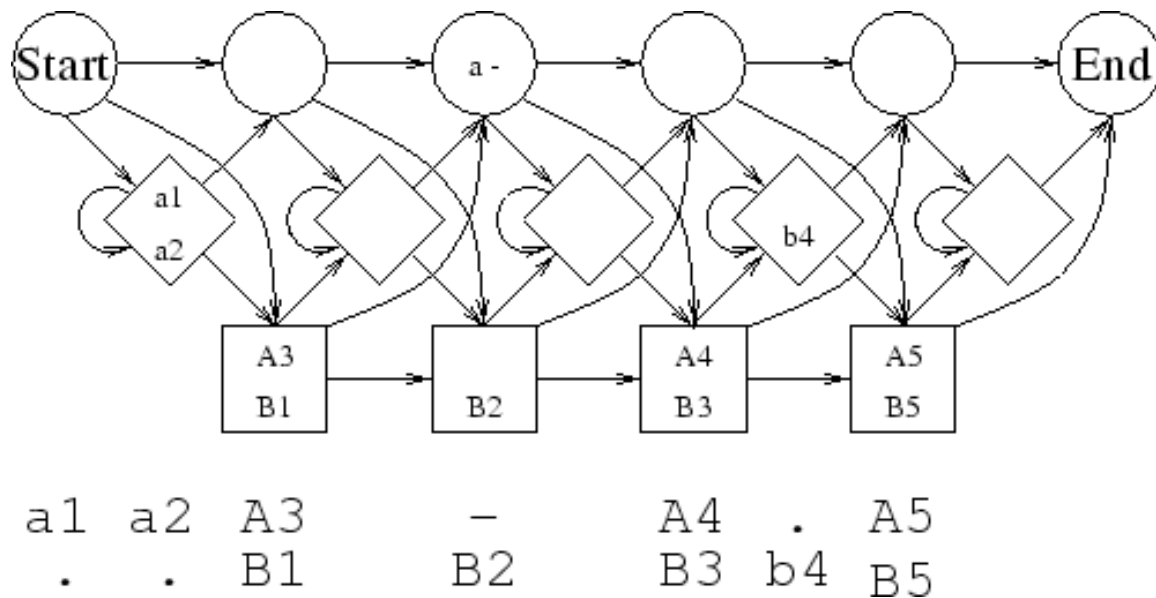 Start a - End
a1 b4
a2
A3 A4 A5
B1 B2 B3 B5
a1 a2 A3 – A4 . A5
. . B1 B2 B3 b4 B5